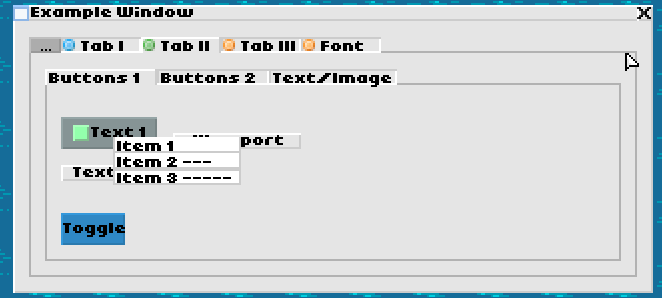 Example Window X
... Tab I Tab II Tab III Font
Buttons 1 Buttons 2 Text/Image
Text 1
port
Item 1
Item 2 ---
Text
Item 3 -----
Toggle